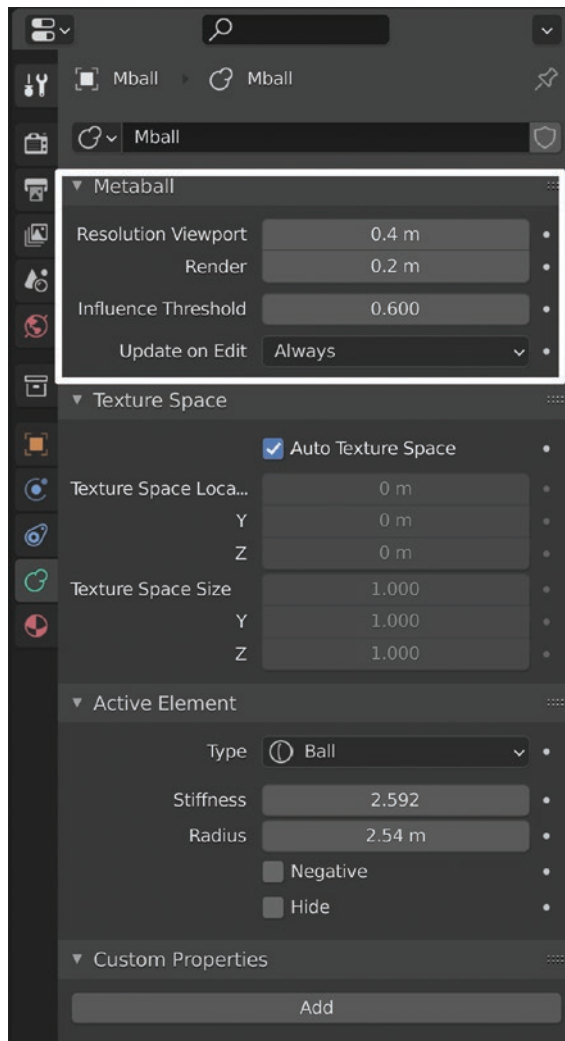 Mball Mball
Mball
Metaball
Resolution Viewport 0.4 m
Render 0.2 m
Influence Threshold 0.600
Update on Edit Always
Texture Space
Auto Texture Space
Texture Space Loca... 0 m
Y 0 m
Z 0 m
Texture Space Size 1.000
Y 1.000
Z 1.000
Active Element
Type Ball
Stiffness 2.592
Radius 2.54 m
Negative
Hide
Custom Properties
Add